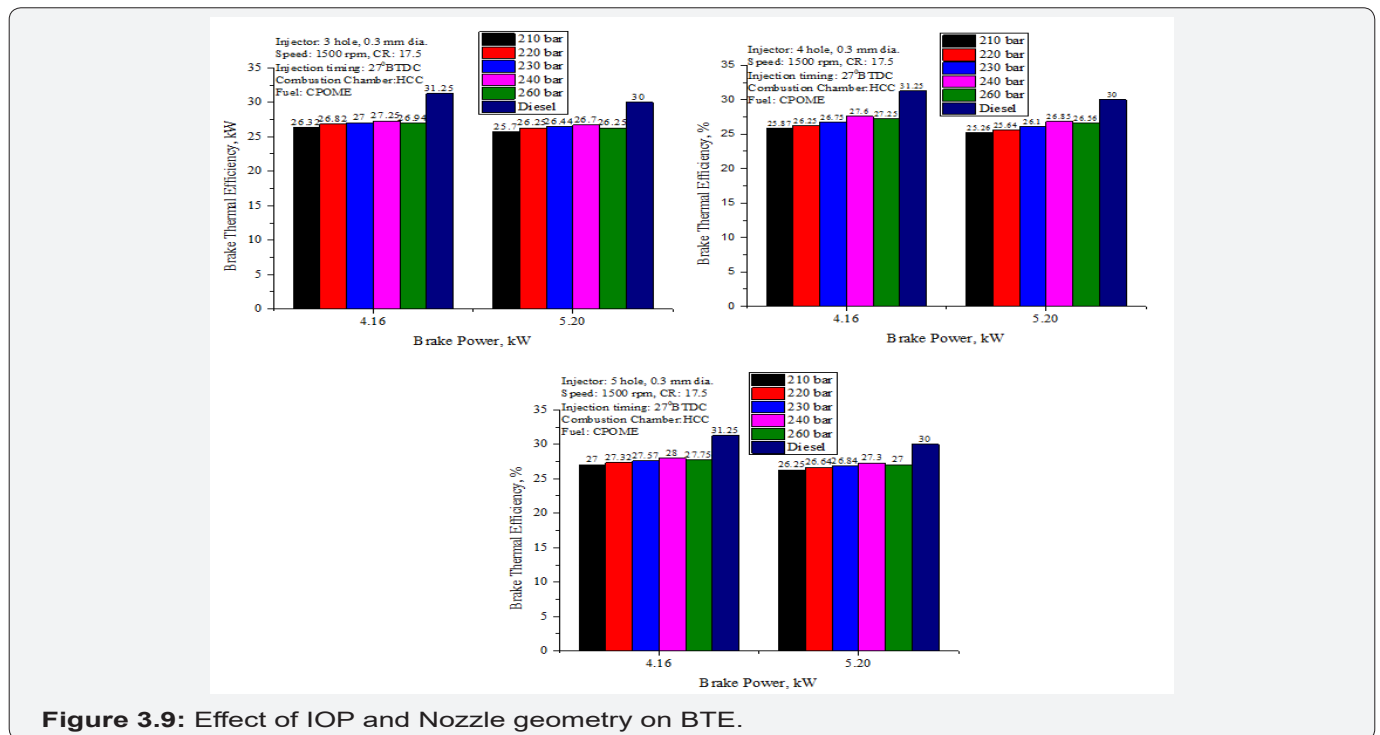 Injector: 3 hole, 0.3 mm dia.
Speed: 1500 rpm, CR: 17.5
Injection timing: 27°BTDC
Combustion Chamber:HCC
Fuel: CPOME
210 bar
220 bar
230 bar
240 bar
260 bar
Diesel
35
30
25
20
15
10
5
0
Brake Thermal Efficiency, kW
26.32 26.82 27 27.25 26.94 31.25
25.7 26.25 26.44 26.7 26.25 30
4.16 5.20
Brake Power, kW
Injector: 4 hole, 0.3 mm dia.
Speed: 1500 rpm, CR: 17.5
Injection timing: 27°BTDC
Combustion Chamber:HCC
Fuel: CPOME
210 bar
220 bar
230 bar
240 bar
260 bar
Diesel
35
30
25
20
15
10
5
0
Brake Thermal Efficiency, %
25.87 26.25 26.75 27.6 27.25 31.25
25.26 25.64 26.1 26.85 26.56 30
4.16 5.20
Brake Power, kW
Injector: 5 hole, 0.3 mm dia.
Speed: 1500 rpm, CR: 17.5
Injection timing: 27°BTDC
Combustion Chamber:HCC
Fuel: CPOME
210 bar
220 bar
230 bar
240 bar
260 bar
Diesel
35
30
25
20
15
10
5
0
Brake Thermal Efficiency, %
27 27.32 27.57 28 27.75 31.25
26.25 26.64 26.84 27.3 27 30
4.16 5.20
Brake Power, kW
Figure 3.9: Effect of IOP and Nozzle geometry on BTE.